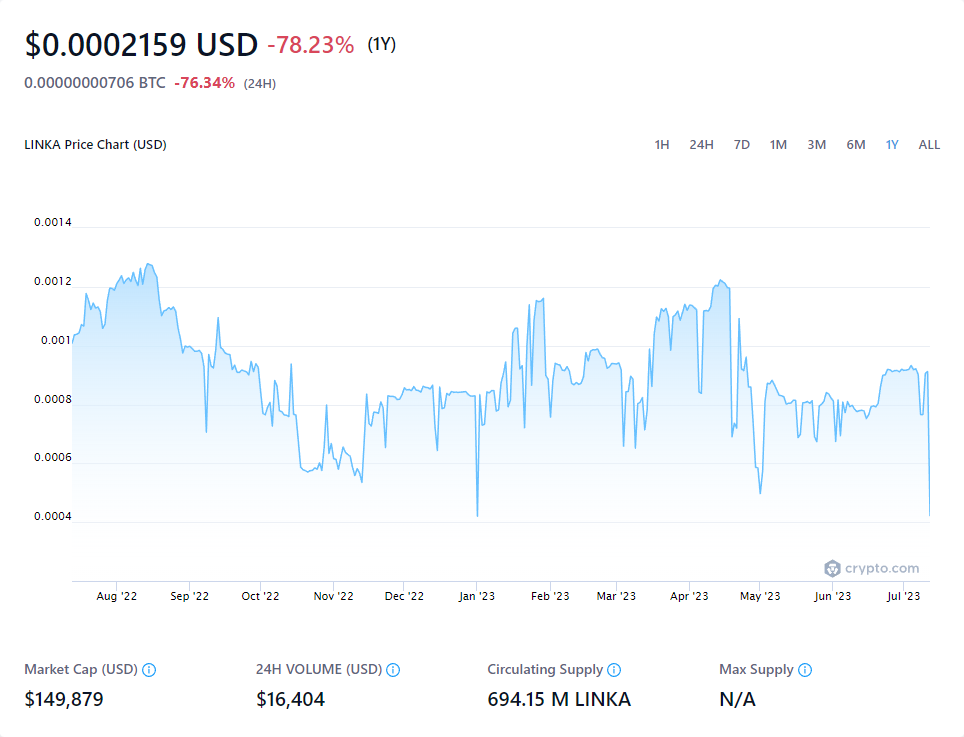 $0.0002159 USD -78.23% (1Y)
0.00000000706 BTC -76.34% (24H)
LINKA Price Chart (USD) 1H 24H 7D 1M 3M 6M 1Y ALL
0.0014
0.0012
0.001
0.0008
0.0006
0.0004
crypto.com
Aug '22 Sep '22 Oct '22 Nov '22 Dec '22 Jan '23 Feb '23 Mar '23 Apr '23 May '23 Jun '23 Jul '23
Market Cap (USD) 24H VOLUME (USD) Circulating Supply Max Supply
$149,879 $16,404 694.15 M LINKA N/A